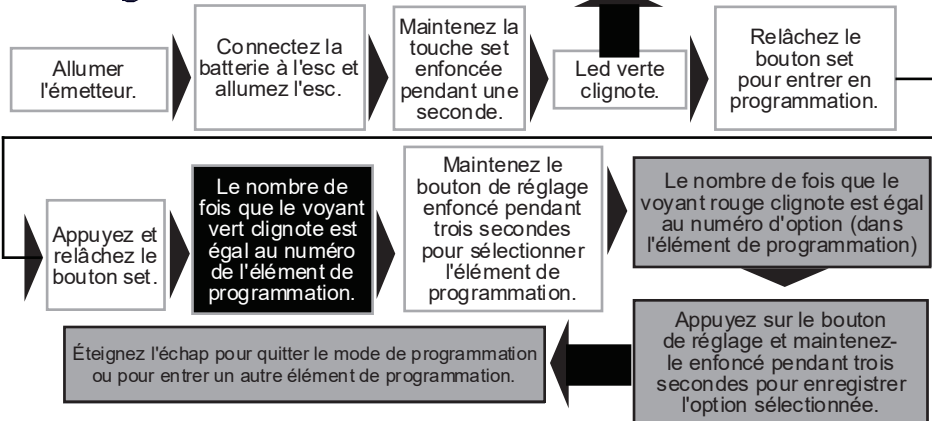 Allumer
l'émetteur.
Connectez la
batterie à l'esc et
allumez l'esc.
Maintenez la
touche set
enfoncée
pendant une
seconde.
Led verte
clignote.
Relâchez le
bouton set
pour entrer en
programmation.
Appuyez et
relâchez le
bouton set.
Le nombre de
fois que le voyant
vert clignote est
égal au numéro
de l'élément de
programmation.
Maintenez le
bouton de réglage
enfoncé pendant
trois secondes
pour sélectionner
l'élément de
programmation.
Le nombre de fois que le
voyant rouge clignote est égal
au numéro d'option (dans
l'élément de programmation)
Appuyez sur le bouton
de réglage et maintenez-
le enfoncé pendant trois
secondes pour enregistrer
l'option sélectionnée.
Éteignez l'échap pour quitter le mode de programmation
ou pour entrer un autre élément de programmation.